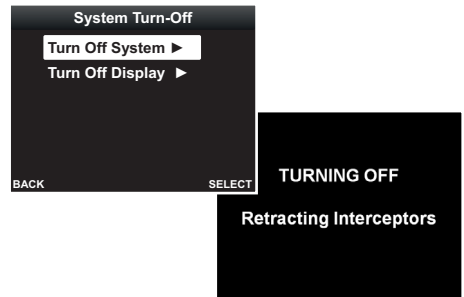 System Turn-Off
Turn Off System ►
Turn Off Display ►
BACK SELECT
TURNING OFF
Retracting Interceptors